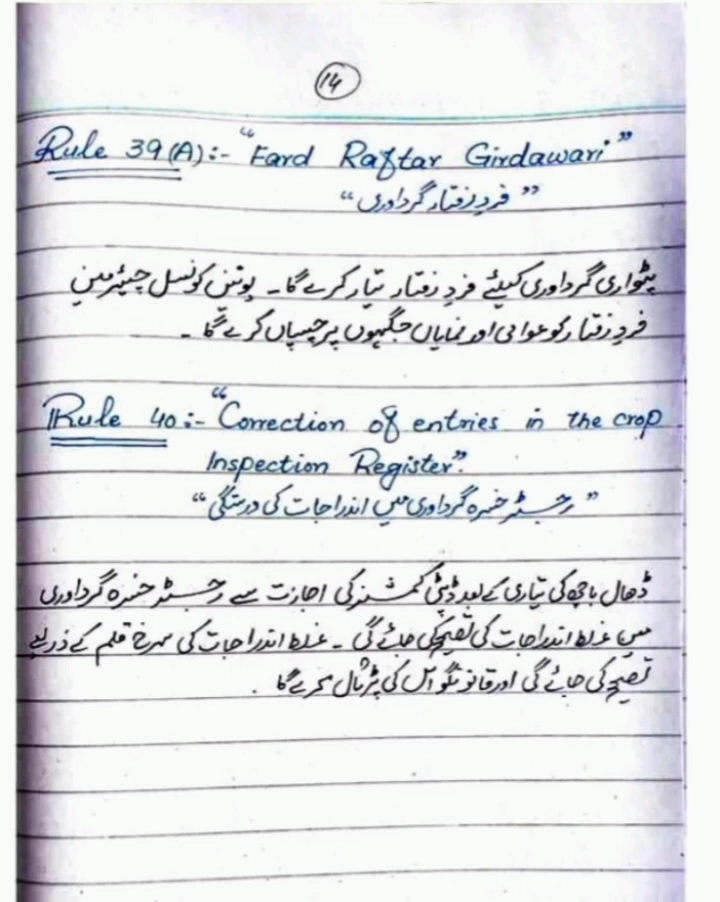 14
Rule 39(A):- "Fard Raftar Girdawari"
"فردِ رفتار گرداوری"
پٹواری گرداوری کیلئے فردِ رفتار تیار کرے گا۔ یونین کونسل چیئرمین
فردِ رفتار کو عوامی اور نمایاں جگہوں پر چسپاں کرے گا۔
Rule 40:- "Correction of entries in the crop
Inspection Register".
"رجسٹر خسرہ گرداوری میں اندراجات کی درستگی"
ڈھال باچھ کی تیاری کے بعد ڈپٹی کمشنر کی اجازت سے رجسٹر خسرہ گرداوری
میں غلط اندراجات کی تصیح کی جائے گی ۔ غلط اندراجات کی سرخ قلم کے ذریعے
تصیح کی جائے گی اور قانونگو اس کی پڑتال کرے گا .